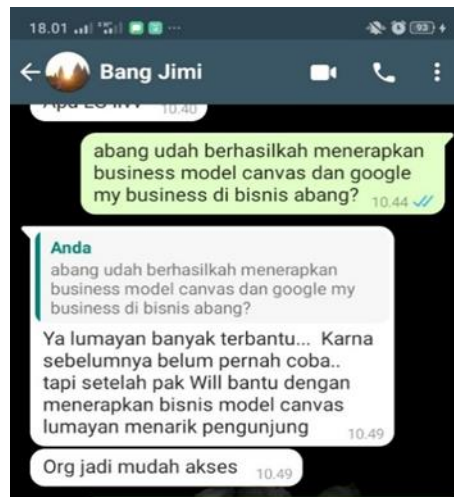 18.01
93
Bang Jimi
10.40
abang udah berhasilkah menerapkan
business model canvas dan google
my business di bisnis abang? 10.44
Anda
abang udah berhasilkah menerapkan
business model canvas dan google my
business di bisnis abang?
Ya lumayan banyak terbantu... Karna
sebelumnya belum pernah coba..
tapi setelah pak Will bantu dengan
menerapkan bisnis model canvas
lumayan menarik pengunjung 10.49
Org jadi mudah akses 10.49